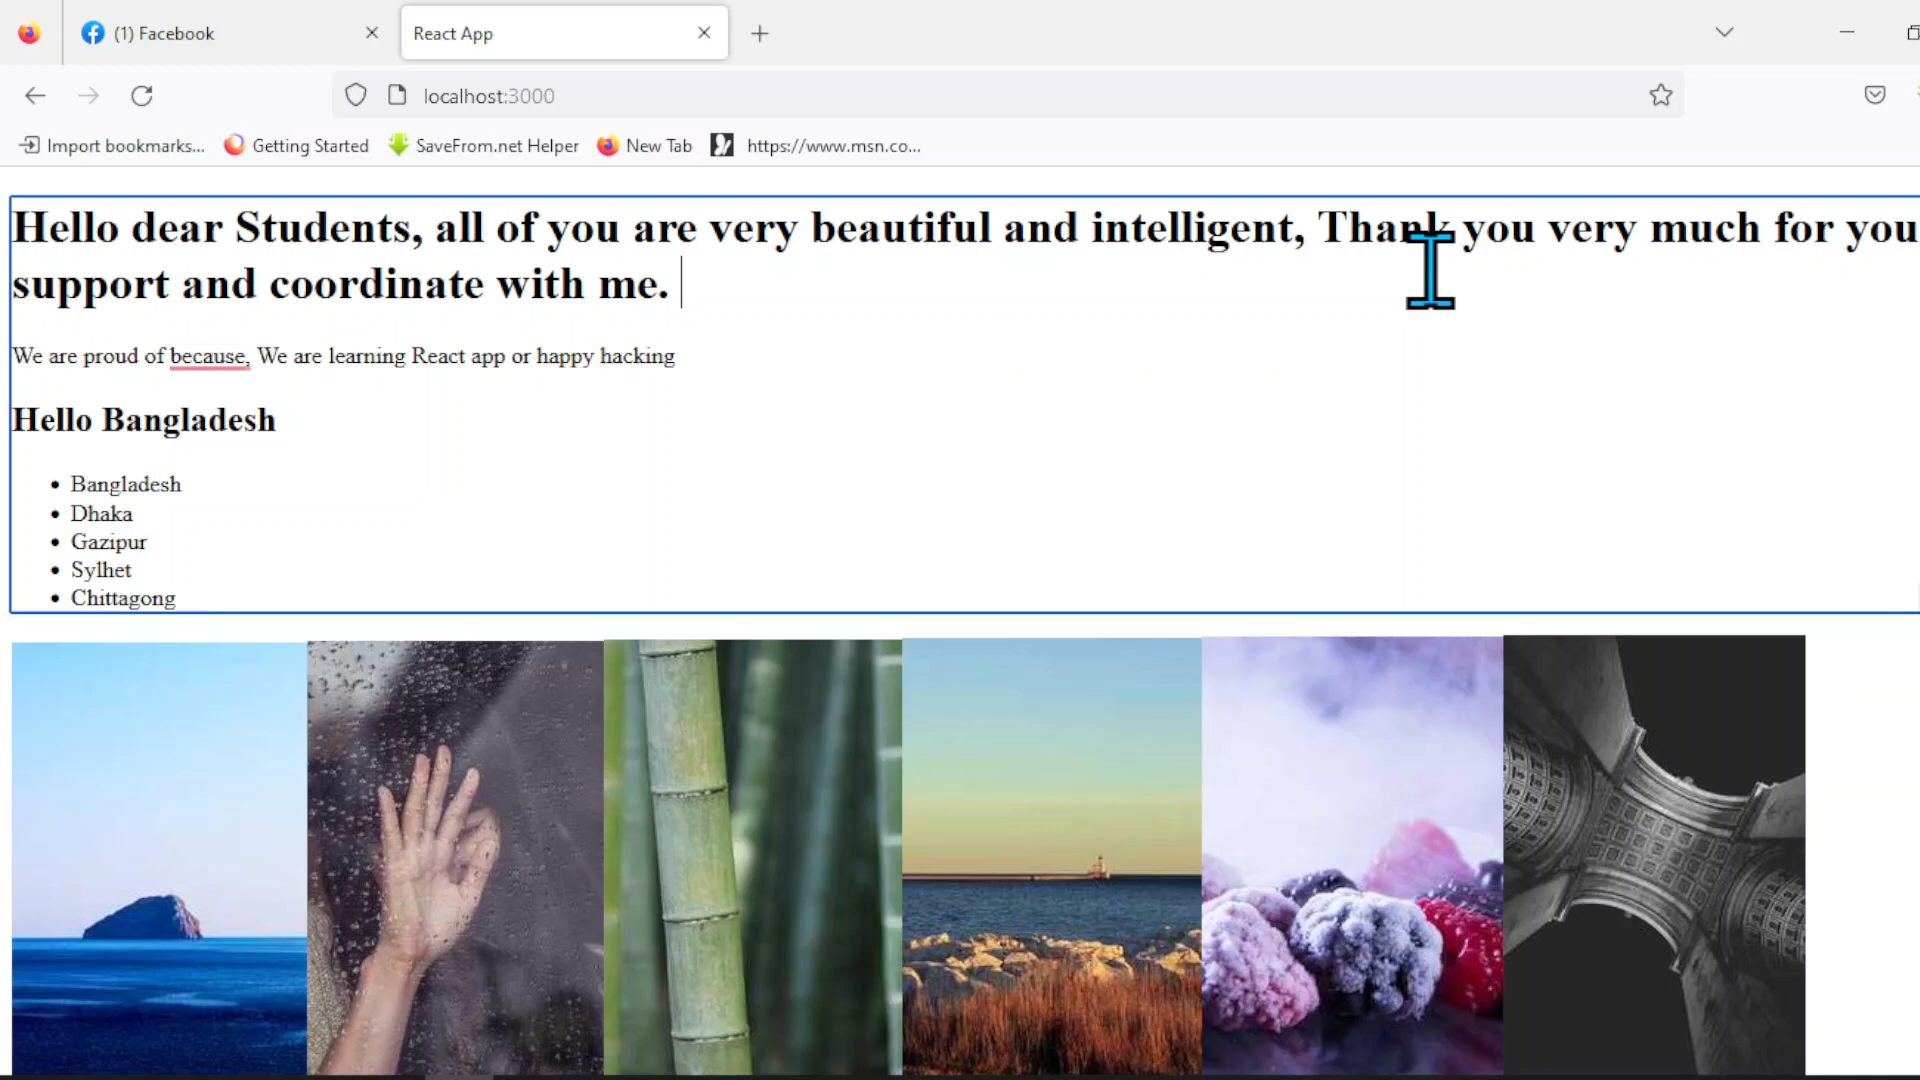 (1) Facebook
React App
localhost:3000
Import bookmarks...
Getting Started
SaveFrom.net Helper
New Tab
https://www.msn.co...
Hello dear Students, all of you are very beautiful and intelligent, Thank you very much for you
support and coordinate with me.
We are proud of because, We are learning React app or happy hacking
Hello Bangladesh
Bangladesh
Dhaka
Gazipur
Sylhet
Chittagong